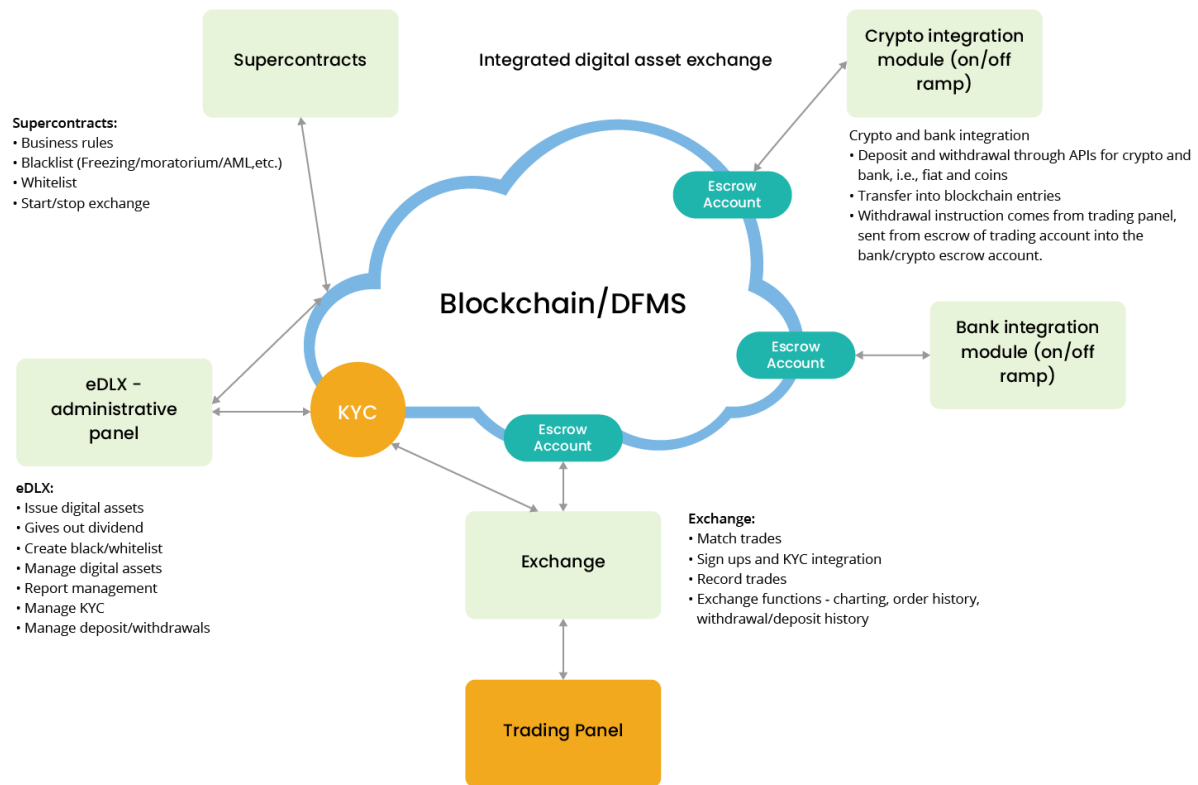 Supercontracts
Integrated digital asset exchange
Crypto integration
module (on/off
ramp)
Supercontracts:
• Business rules
• Blacklist (Freezing/moratorium/AML,etc.)
• Whitelist
• Start/stop exchange
Crypto and bank integration
• Deposit and withdrawal through APIs for crypto and
bank, i.e., fiat and coins
• Transfer into blockchain entries
• Withdrawal instruction comes from trading panel,
sent from escrow of trading account into the
bank/crypto escrow account.
Escrow
Account
Blockchain/DFMS
Escrow
Account
Bank integration
module (on/off
ramp)
eDLX -
administrative
panel
KYC
Escrow
Account
eDLX:
• Issue digital assets
• Gives out dividend
• Create black/whitelist
• Manage digital assets
• Report management
• Manage KYC
• Manage deposit/withdrawals
Exchange
Exchange:
• Match trades
• Sign ups and KYC integration
• Record trades
• Exchange functions - charting, order history,
withdrawal/deposit history
Trading Panel